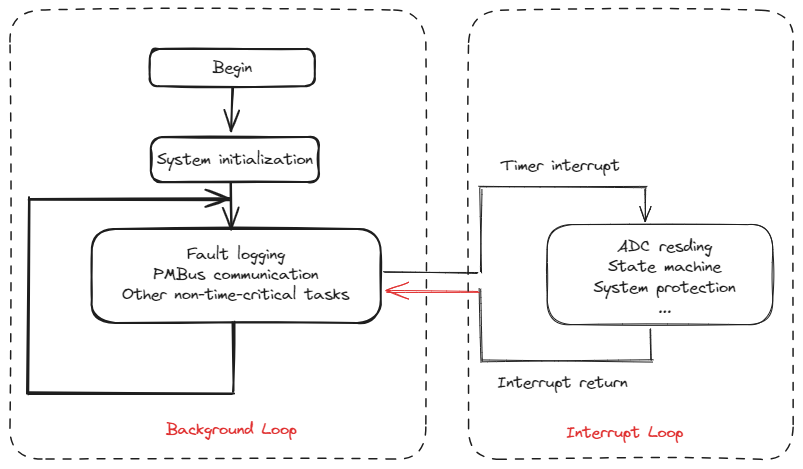 Begin
System initialization
Fault logging
PMBus communication
Other non-time-critical tasks
Background Loop
Timer interrupt
ADC resding
State machine
System protection
...
Interrupt return
Interrupt Loop